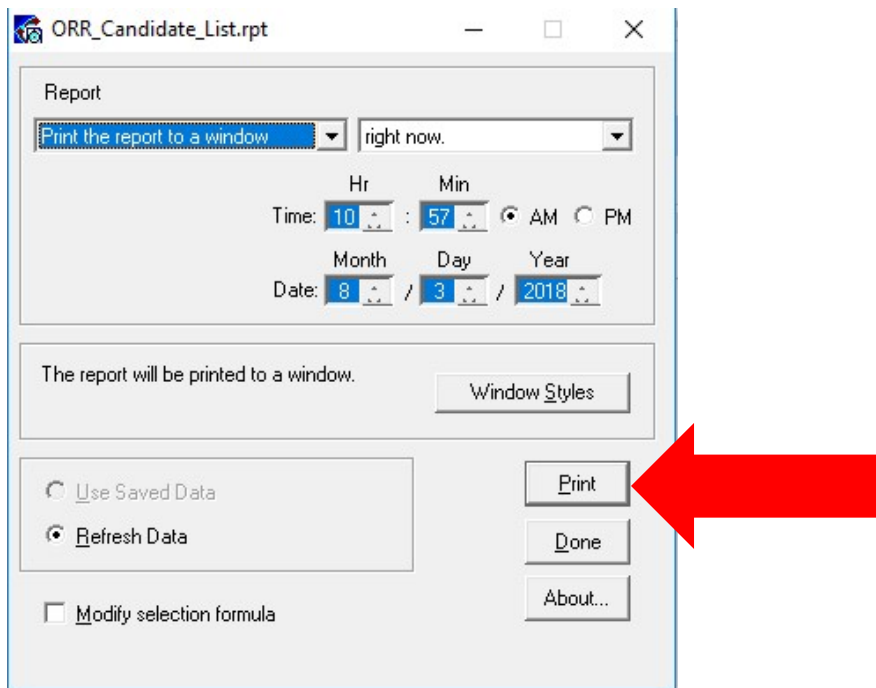 ORR_Candidate_List.rpt
Report
Print the report to a window right now.
Hr Min
Time: 10 : 57 AM PM
Month Day Year
Date: 8 / 3 / 2018
The report will be printed to a window.
Window Styles
Use Saved Data
Refresh Data
Print
Done
About...
Modify selection formula